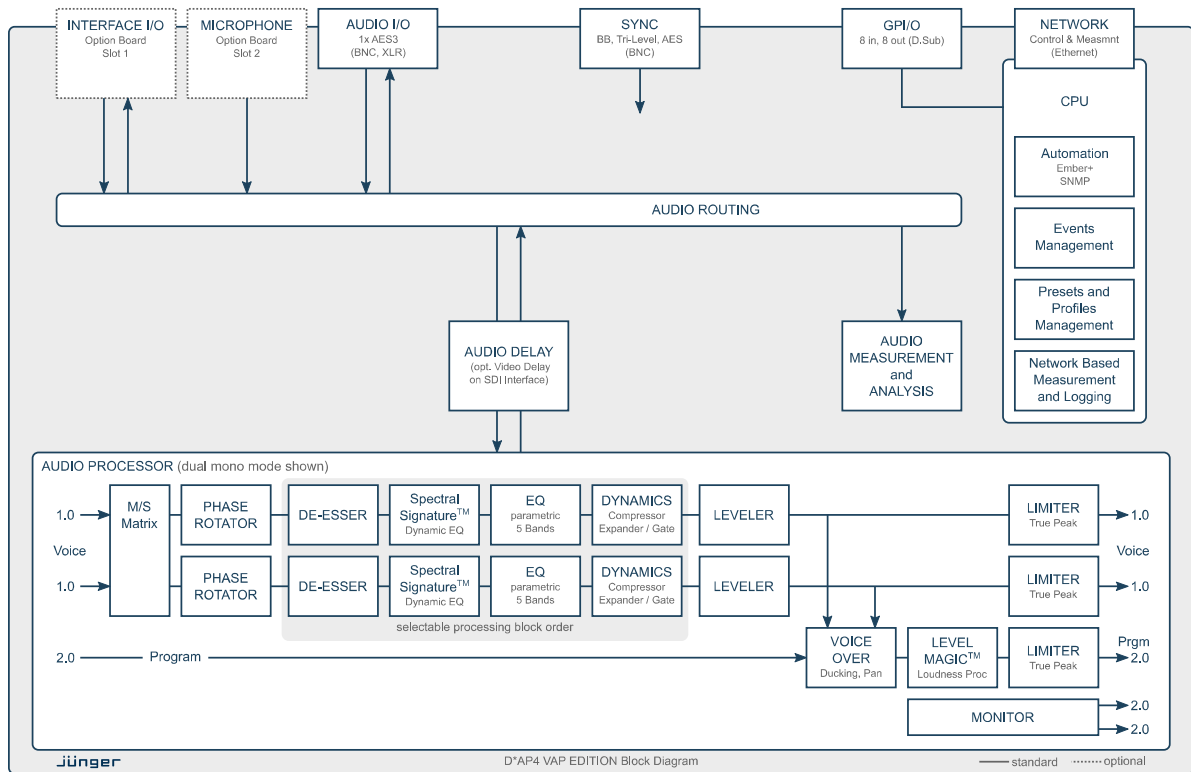 INTERFACE I/O
Option Board
Slot 1
MICROPHONE
Option Board
Slot 2
AUDIO I/O
1x AES3
(BNC, XLR)
SYNC
BB, Tri-Level, AES
(BNC)
GPI/O
8 in, 8 out (D.Sub)
NETWORK
Control & Measmnt
(Ethernet)
CPU
Automation
Ember+
SNMP
Events
Management
Presets and
Profiles
Management
Network Based
Measurement
and Logging
AUDIO ROUTING
AUDIO DELAY
(opt. Video Delay
on SDI Interface)
AUDIO
MEASUREMENT
and
ANALYSIS
AUDIO PROCESSOR (dual mono mode shown)
1.0
Voice
1.0
M/S
Matrix
PHASE
ROTATOR
DE-ESSER
Spectral
Signature™
Dynamic EQ
EQ
parametric
5 Bands
DYNAMICS
Compressor
Expander / Gate
LEVELER
LIMITER
True Peak
1.0
Voice
PHASE
ROTATOR
DE-ESSER
Spectral
Signature™
Dynamic EQ
EQ
parametric
5 Bands
DYNAMICS
Compressor
Expander / Gate
LEVELER
LIMITER
True Peak
1.0
selectable processing block order
2.0
Program
VOICE
OVER
Ducking, Pan
LEVEL
MAGIC™
Loudness Proc
LIMITER
True Peak
Prgm
2.0
MONITOR
2.0
2.0
jünger
D*AP4 VAP EDITION Block Diagram
standard
optional